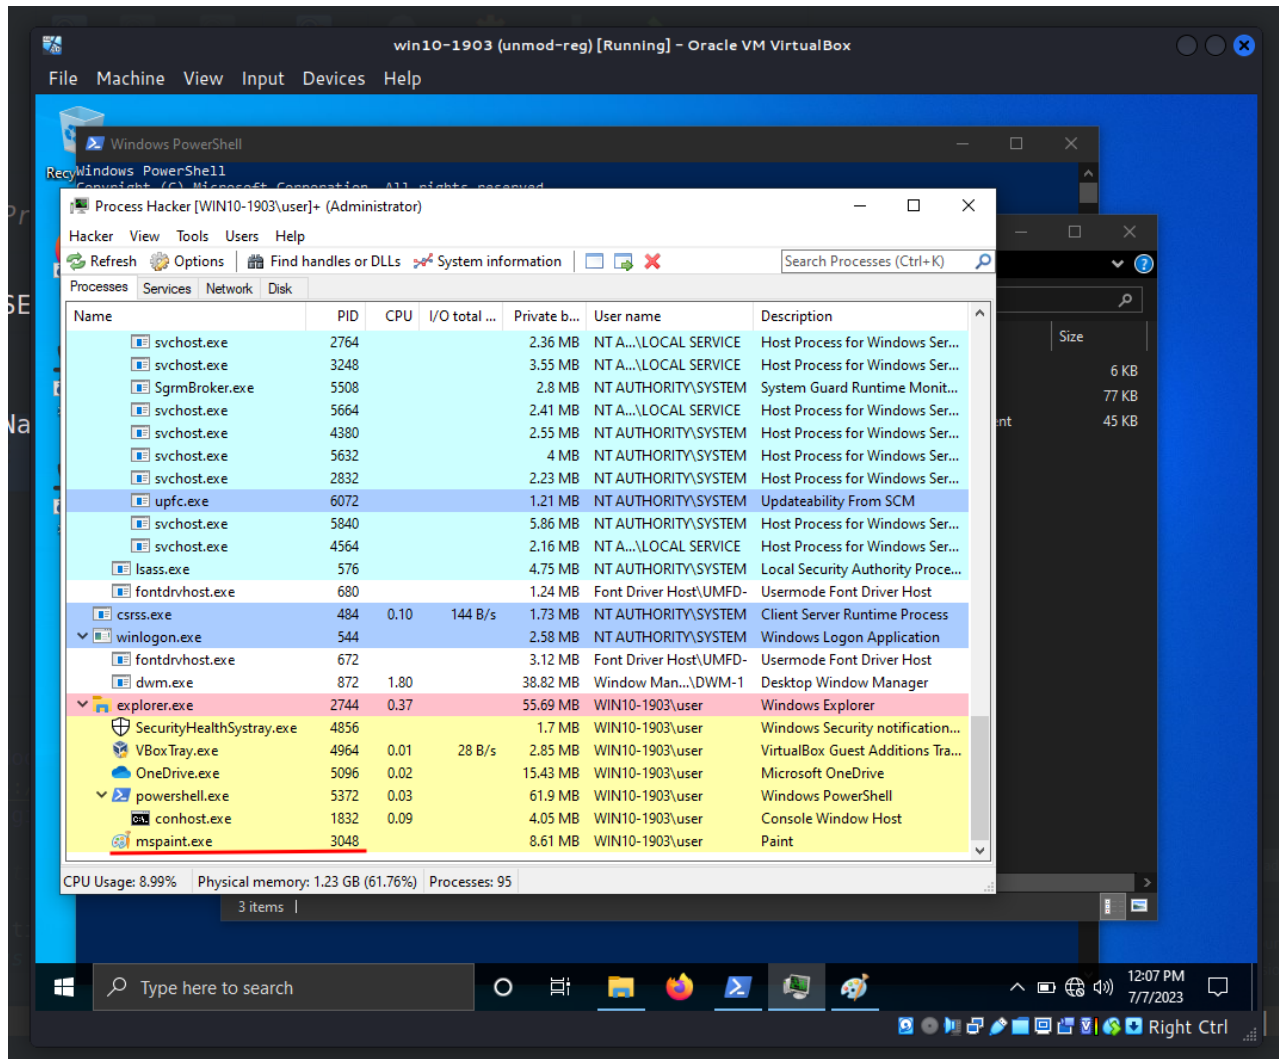 win10-1903 (unmod-reg) [Running] - Oracle VM VirtualBox
File Machine View Input Devices Help
Windows PowerShell
Windows PowerShell
Copyright (C) Microsoft Corporation. All rights reserved.
Process Hacker [WIN10-1903\user]+ (Administrator)
Hacker View Tools Users Help
Refresh Options Find handles or DLLs System information Search Processes (Ctrl+K)
Processes Services Network Disk
Name PID CPU I/O total ... Private b... User name Description
svchost.exe 2764 2.36 MB NT A...\LOCAL SERVICE Host Process for Windows Ser...
svchost.exe 3248 3.55 MB NT A...\LOCAL SERVICE Host Process for Windows Ser...
SgrmBroker.exe 5508 2.8 MB NT AUTHORITY\SYSTEM System Guard Runtime Monit...
svchost.exe 5664 2.41 MB NT A...\LOCAL SERVICE Host Process for Windows Ser...
svchost.exe 4380 2.55 MB NT AUTHORITY\SYSTEM Host Process for Windows Ser...
svchost.exe 5632 4 MB NT AUTHORITY\SYSTEM Host Process for Windows Ser...
svchost.exe 2832 2.23 MB NT AUTHORITY\SYSTEM Host Process for Windows Ser...
upfc.exe 6072 1.21 MB NT AUTHORITY\SYSTEM Updateability From SCM
svchost.exe 5840 5.86 MB NT AUTHORITY\SYSTEM Host Process for Windows Ser...
svchost.exe 4564 2.16 MB NT A...\LOCAL SERVICE Host Process for Windows Ser...
lsass.exe 576 4.75 MB NT AUTHORITY\SYSTEM Local Security Authority Proce...
fontdrvhost.exe 680 1.24 MB Font Driver Host\UMFD- Usermode Font Driver Host
csrss.exe 484 0.10 144 B/s 1.73 MB NT AUTHORITY\SYSTEM Client Server Runtime Process
winlogon.exe 544 2.58 MB NT AUTHORITY\SYSTEM Windows Logon Application
fontdrvhost.exe 672 3.12 MB Font Driver Host\UMFD- Usermode Font Driver Host
dwm.exe 872 1.80 38.82 MB Window Man...\DWM-1 Desktop Window Manager
explorer.exe 2744 0.37 55.69 MB WIN10-1903\user Windows Explorer
SecurityHealthSystray.exe 4856 1.7 MB WIN10-1903\user Windows Security notification...
VBoxTray.exe 4964 0.01 28 B/s 2.85 MB WIN10-1903\user VirtualBox Guest Additions Tra...
OneDrive.exe 5096 0.02 15.43 MB WIN10-1903\user Microsoft OneDrive
powershell.exe 5372 0.03 61.9 MB WIN10-1903\user Windows PowerShell
conhost.exe 1832 0.09 4.05 MB WIN10-1903\user Console Window Host
mspaint.exe 3048 8.61 MB WIN10-1903\user Paint
CPU Usage: 8.99% Physical memory: 1.23 GB (61.76%) Processes: 95
Size
6 KB
77 KB
45 KB
3 items
Type here to search
12:07 PM
7/7/2023
Right Ctrl